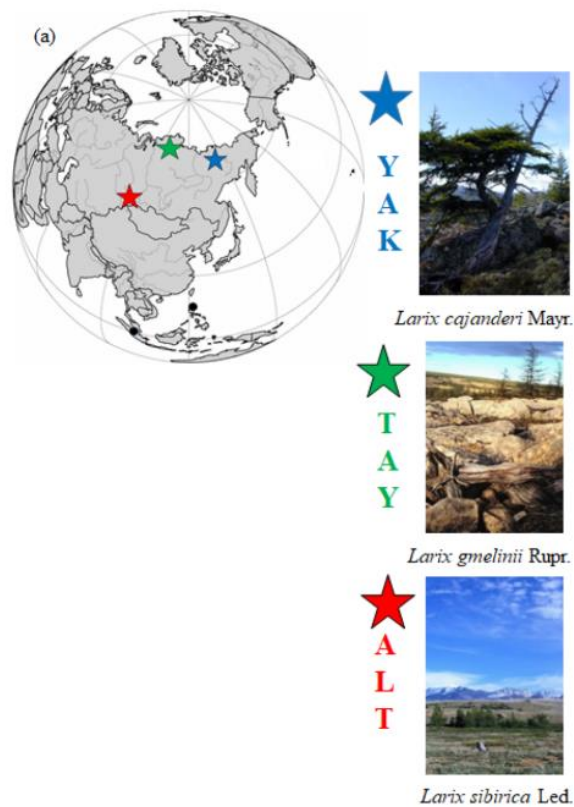 (a)
Y
A
K
Larix cajanderi Mayr.
T
A
Y
Larix gmelinii Rupr.
A
L
T
Larix sibirica Led.